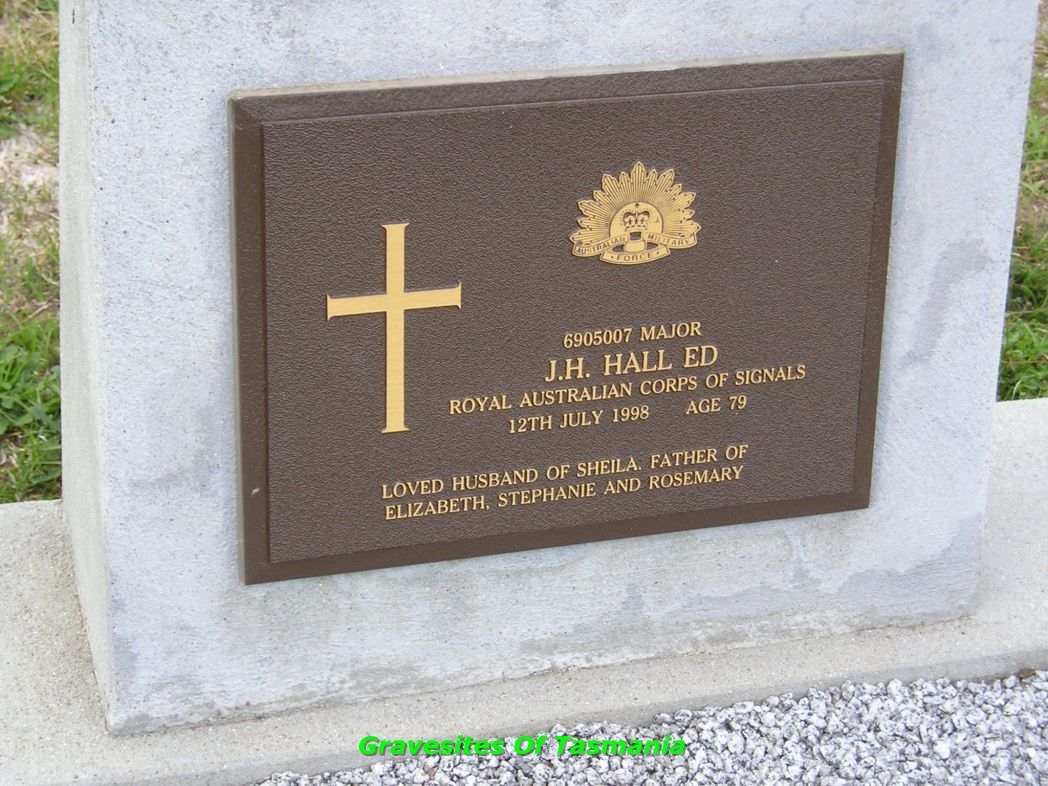 AUSTRALIAN MILITARY
FORCE
6905007 MAJOR
J.H. HALL ED
ROYAL AUSTRALIAN CORPS OF SIGNALS
12TH JULY 1998 AGE 79
LOVED HUSBAND OF SHEILA. FATHER OF
ELIZABETH, STEPHANIE AND ROSEMARY
Gravesites Of Tasmania